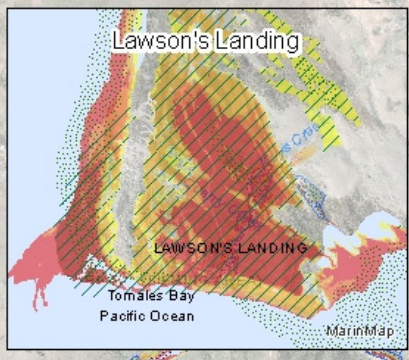 Lawson's Landing
LAWSON'S LANDING
Tomales Bay
Pacific Ocean
MarinMap